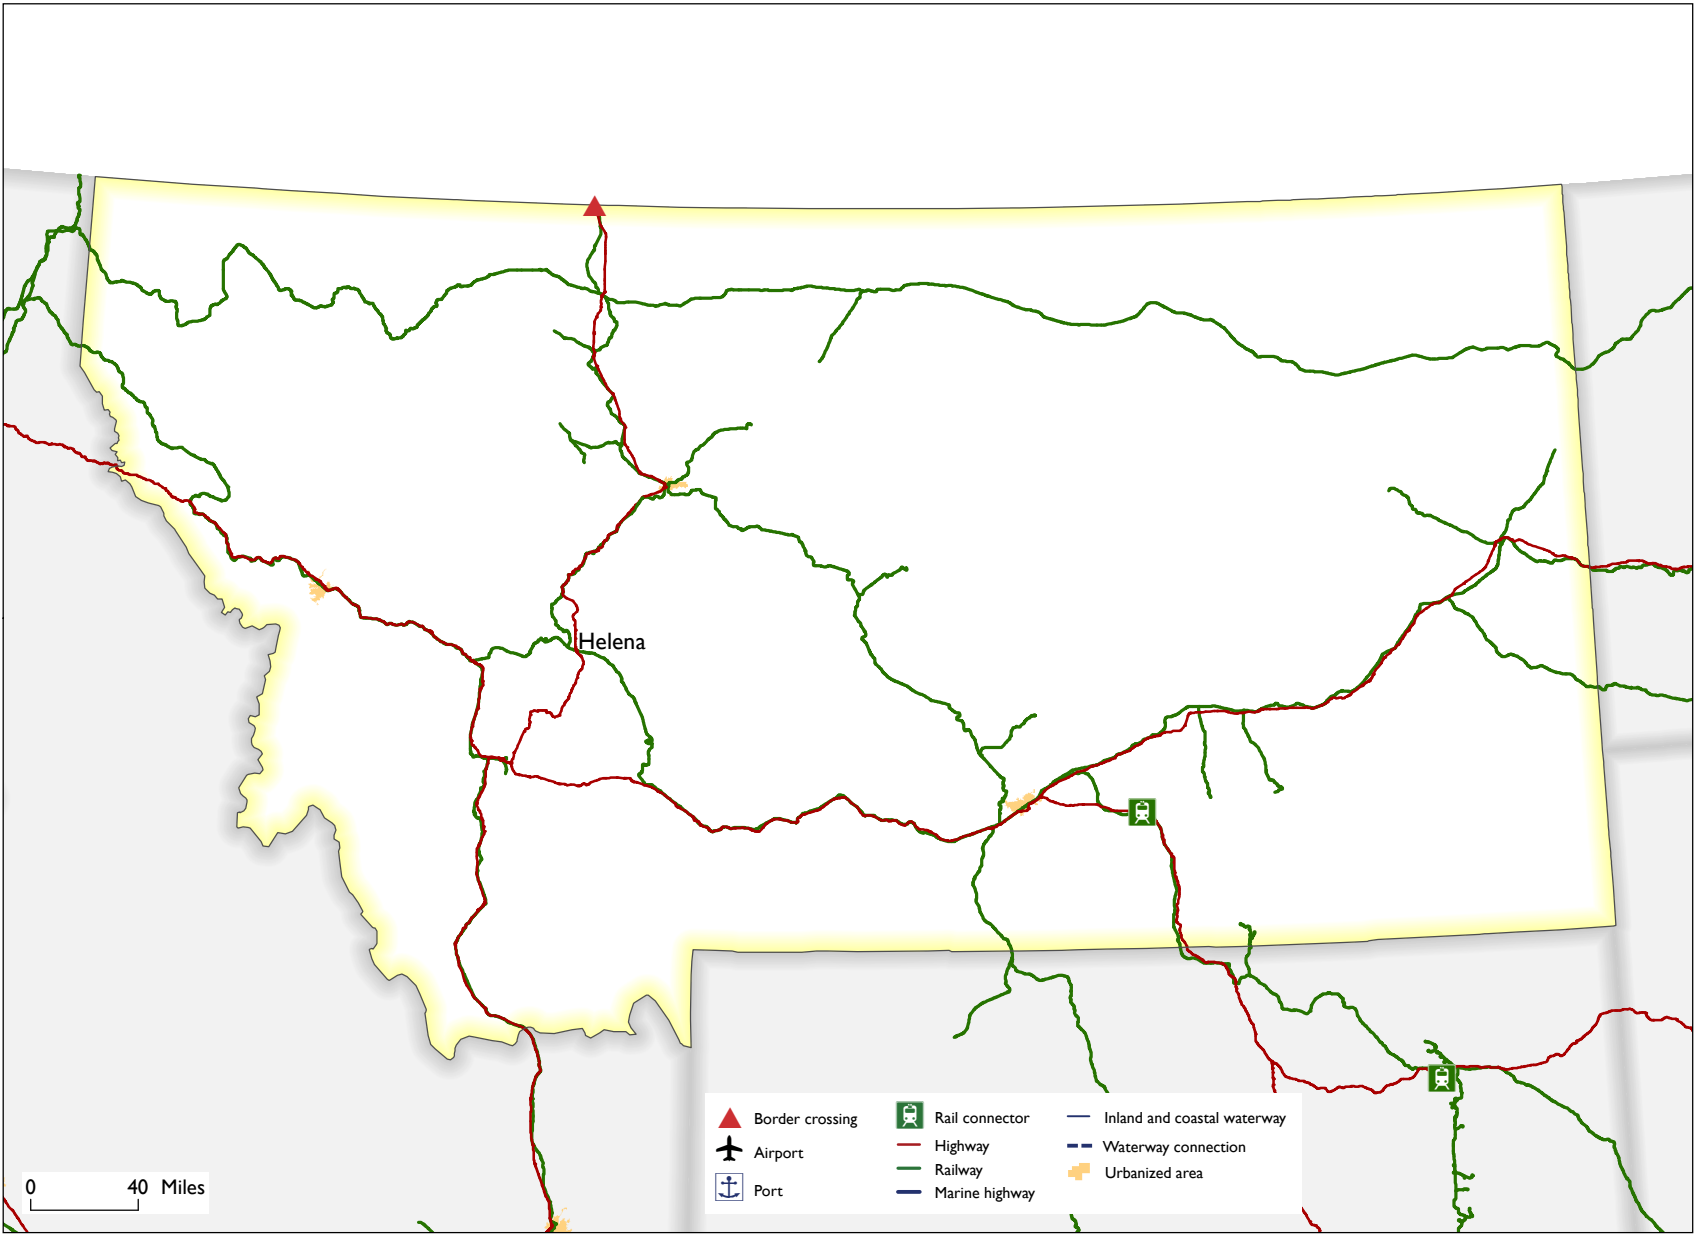 Helena
Border crossing
Airport
Port
Rail connector
Highway
Railway
Marine highway
Inland and coastal waterway
Waterway connection
Urbanized area
0 40 Miles